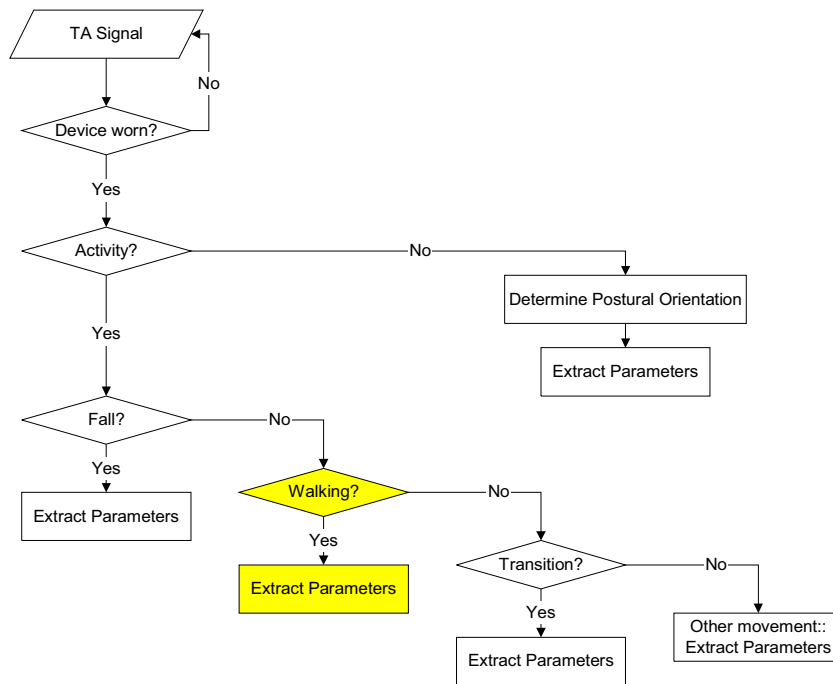 TA Signal
No
Device worn?
Yes
Activity?
No
Determine Postural Orientation
Yes
Extract Parameters
Fall?
No
Yes
Walking?
No
Extract Parameters
Yes
Transition?
No
Extract Parameters
Yes
Other movement::
Extract Parameters
Extract Parameters